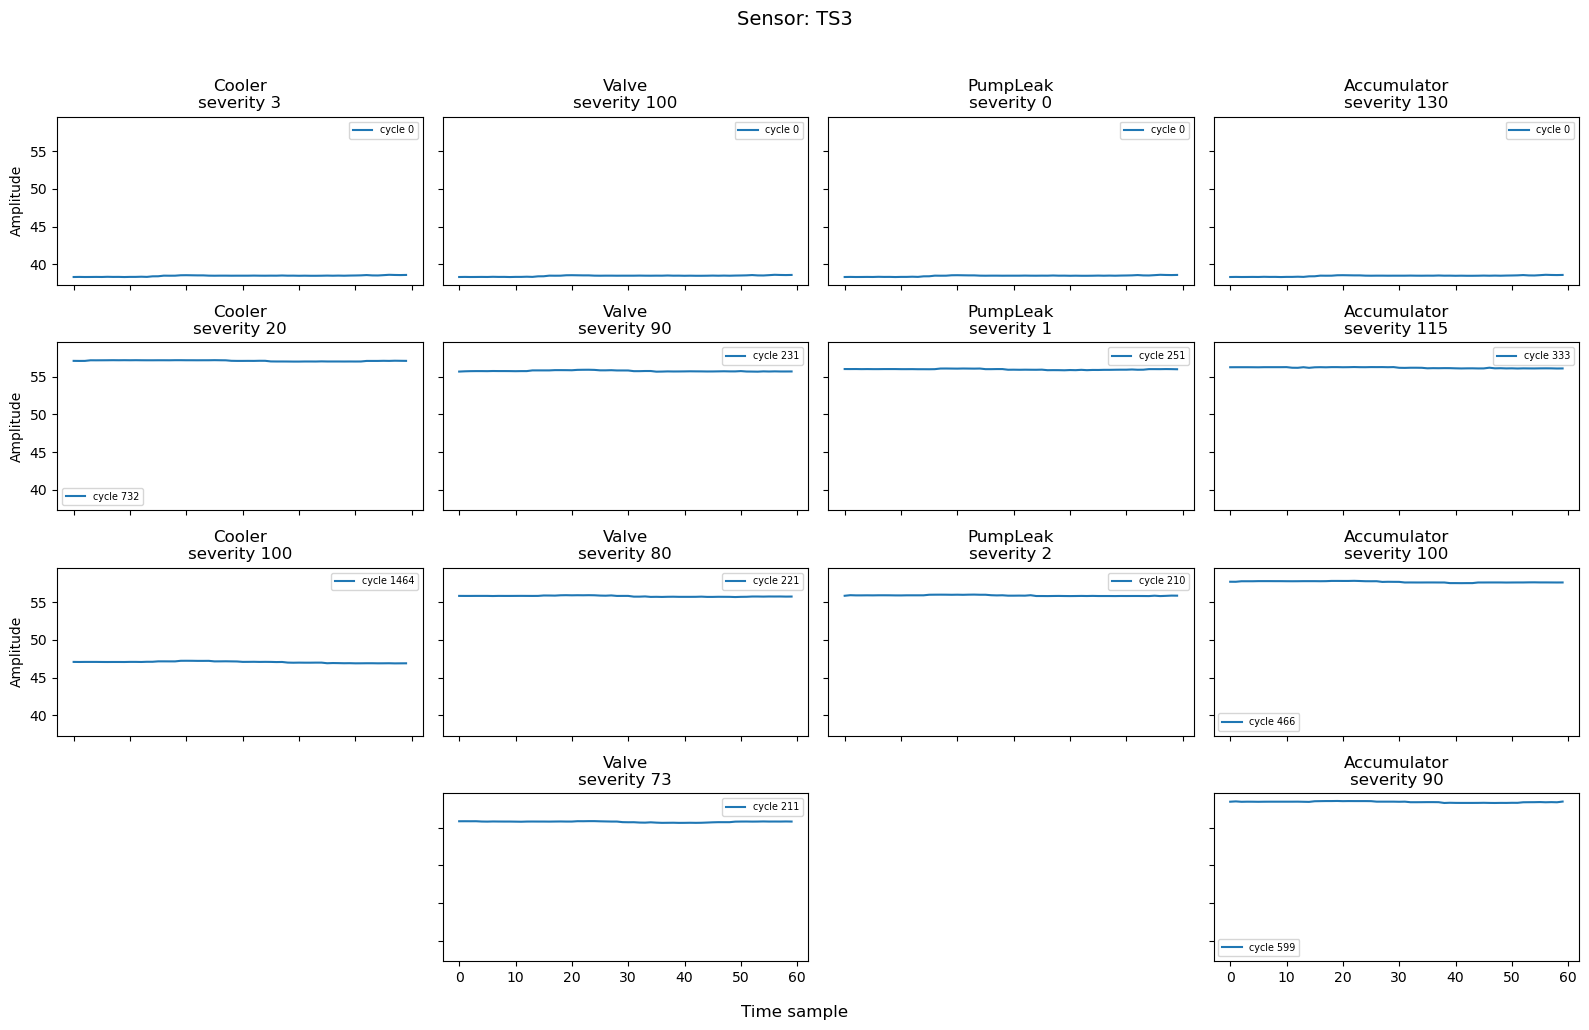 Sensor: TS3
Cooler
severity 3
Valve
severity 100
PumpLeak
severity 0
Accumulator
severity 130
cycle 0
cycle 0
cycle 0
cycle 0
55
50
45
40
Amplitude
Cooler
severity 20
Valve
severity 90
PumpLeak
severity 1
Accumulator
severity 115
cycle 732
cycle 231
cycle 251
cycle 333
55
50
45
40
Amplitude
Cooler
severity 100
Valve
severity 80
PumpLeak
severity 2
Accumulator
severity 100
cycle 1464
cycle 221
cycle 210
cycle 466
55
50
45
40
Amplitude
Valve
severity 73
Accumulator
severity 90
cycle 211
cycle 599
0 10 20 30 40 50 60
0 10 20 30 40 50 60
Time sample